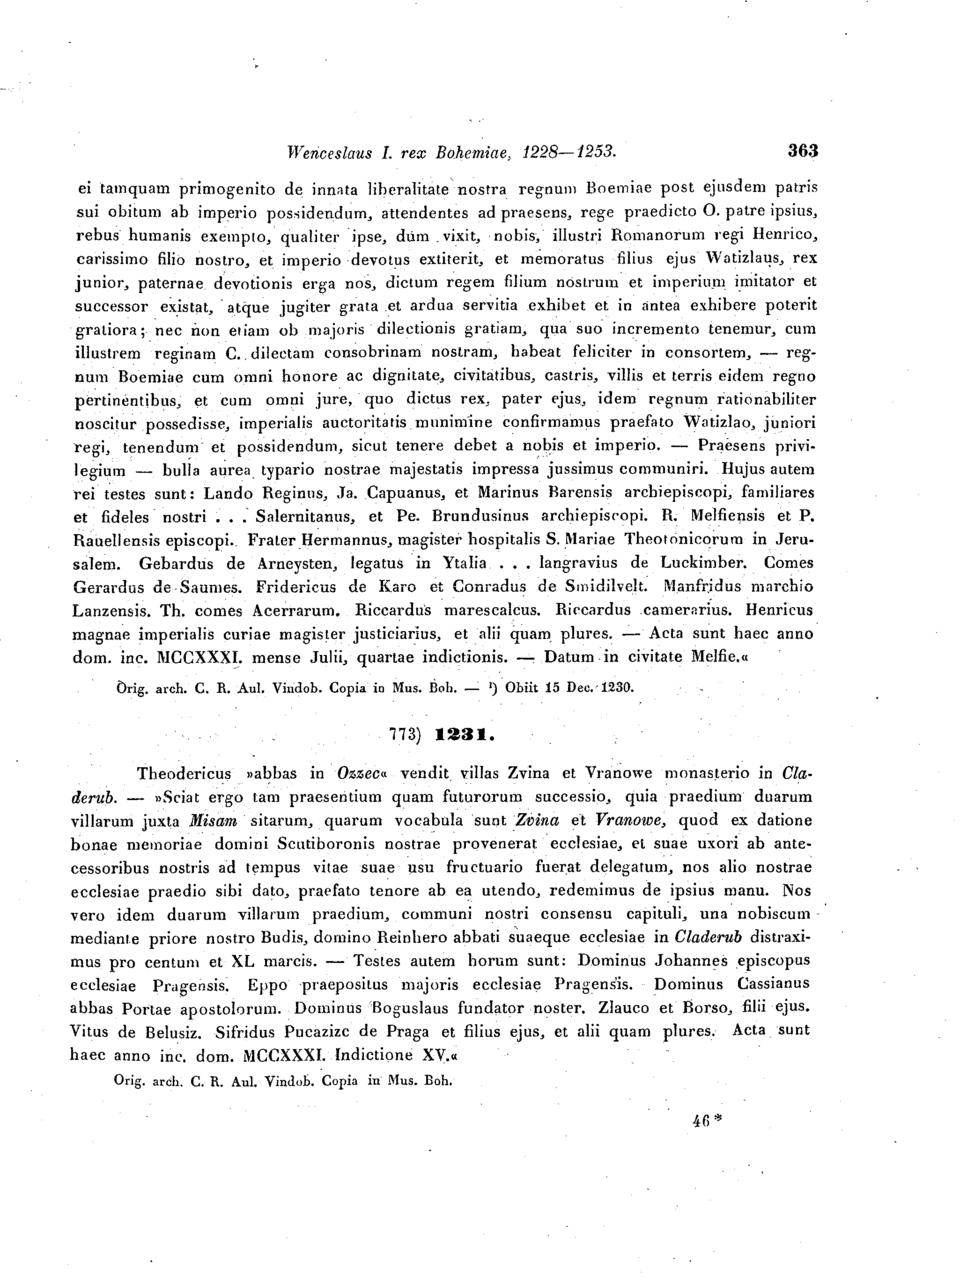 Wenceslaus I. rex Bohemiae, 1228—1253. 363
ei tamquam primogenito de innata liberalitate nostra regnum Boemiae post ejusdem patris
sui obitum ab imperio possidendum, attendentes ad praesens, rege praedicto O. patre ipsius,
rebus humanis exempto, qualiter ipse, dum vixit, nobis, illustri Romanorum regi Henrico,
carissimo filio nostro, et imperio devotus extiterit, et memoratus filius ejus Watizlaus, rex
junior, paternae devotionis erga nos, dictum regem filium nostrum et imperium imitator et
successor existat, atque jugiter grata et ardua servitia exhibet et in antea exhibere poterit
gratiora; nec non etiam ob majoris dilectionis gratiam, qua suo incremento tenemur, cum
illustrem reginam C. dilectam consobrinam nostram, habeat feliciter in consortem, — reg-
num Boemiae cum omni honore ac dignitate, civitatibus, castris, villis et terris eidem regno
pertinentibus, et cum omni jure, quo dictus rex, pater ejus, idem regnum rationabiliter
noscitur possedisse, imperialis auctoritatis munimine confirmamus praefato Watizlao, juniori
regi, tenendum et possidendum, sicut tenere debet a nobis et imperio. — Praesens privi-
legium — bulla aurea typario nostrae majestatis impressa jussimus communiri. Hujus autem
rei testes sunt: Lando Reginus, Ja. Capuanus, et Marinus Barensis archiepiscopi, familiares
et fideles nostri . . . Salernitanus, et Pe. Brundusinus archiepiscopi. R. Melfiensis et P.
Rauellensis episcopi. Frater Hermannus, magister hospitalis S. Mariae Theotonicorum in Jeru-
salem. Gebardus de Arneysten, legatus in Ytalia . . . langravius de Luckimber. Comes
Gerardus de Saumes. Fridericus de Karo et Conradus de Smidilvelt. Manfridus marchio
Lanzensis. Th. comes Acerrarum. Riccardus marescalcus. Riccardus camerarius. Henricus
magnae imperialis curiae magister justiciarius, et alii quam plures. — Acta sunt haec anno
dom. inc. MCCXXXI. mense Julii, quartae indictionis. — Datum in civitate Melfie.«
Orig. arch. C. R. Aul. Vindob. Copia in Mus. Boh. — ¹) Obiit 15 Dec. 1230.
773) 1231.
Theodericus »abbas in Ozzec« vendit villas Zvina et Vranowe monasterio in Cla-
derub. — »Sciat ergo tam praesentium quam futurorum successio, quia praedium duarum
villarum juxta Misam sitarum, quarum vocabula sunt Zvina et Vranowe, quod ex datione
bonae memoriae domini Scutiboronis nostrae provenerat ecclesiae, et suae uxori ab ante-
cessoribus nostris ad tempus vitae suae usu fructuario fuerat delegatum, nos alio nostrae
ecclesiae praedio sibi dato, praefato tenore ab ea utendo, redemimus de ipsius manu. Nos
vero idem duarum villarum praedium, communi nostri consensu capituli, una nobiscum
mediante priore nostro Budis, domino Reinhero abbati suaeque ecclesiae in Claderub distraxi-
mus pro centum et XL marcis. — Testes autem horum sunt: Dominus Johannes episcopus
ecclesiae Pragensis. Eppo praepositus majoris ecclesiae Pragensis. Dominus Cassianus
abbas Portae apostolorum. Dominus Boguslaus fundator noster. Zlauco et Borso, filii ejus.
Vitus de Belusiz. Sifridus Pucazizc de Praga et filius ejus, et alii quam plures. Acta sunt
haec anno inc. dom. MCCXXXI. Indictione XV.«
Orig. arch. C. R. Aul. Vindob. Copia in Mus. Boh.
46*